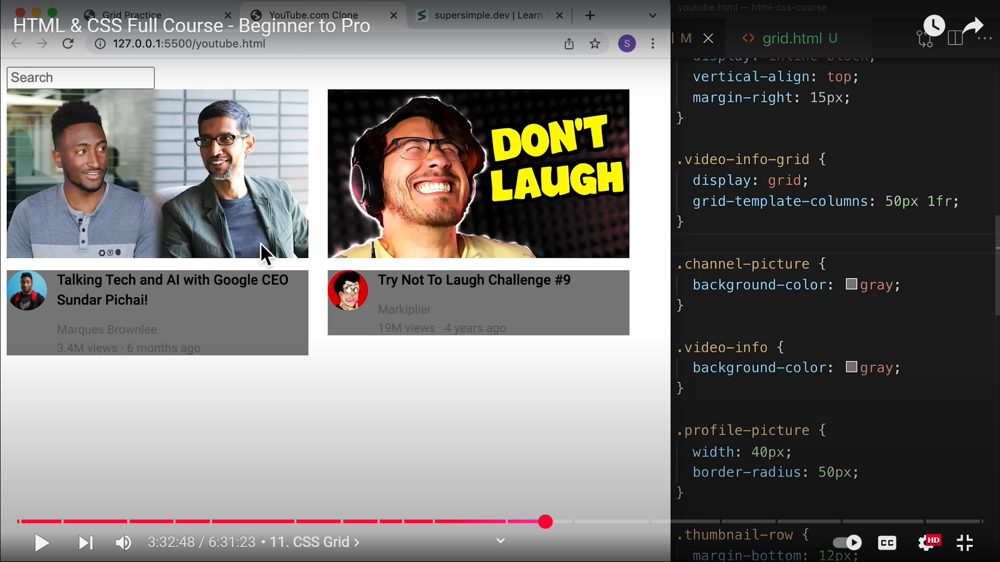 Grid Practice
YouTube.com Clone
supersimple.dev | Learn
HTML & CSS Full Course - Beginner to Pro
127.0.0.1:5500/youtube.html
S
Search
DON'T
LAUGH
Talking Tech and AI with Google CEO
Sundar Pichai!
Marques Brownlee
3.4M views · 6 months ago
Try Not To Laugh Challenge #9
Markiplier
19M views · 4 years ago
youtube.html — html-css-course
M
<> grid.html U
display: inline-block;
vertical-align: top;
margin-right: 15px;
}
.video-info-grid {
display: grid;
grid-template-columns: 50px 1fr;
}
.channel-picture {
background-color: gray;
}
.video-info {
background-color: gray;
}
.profile-picture {
width: 40px;
border-radius: 50px;
}
.thumbnail-row {
margin-bottom: 12px;
3:32:48 / 6:31:23 • 11. CSS Grid
CC
HD